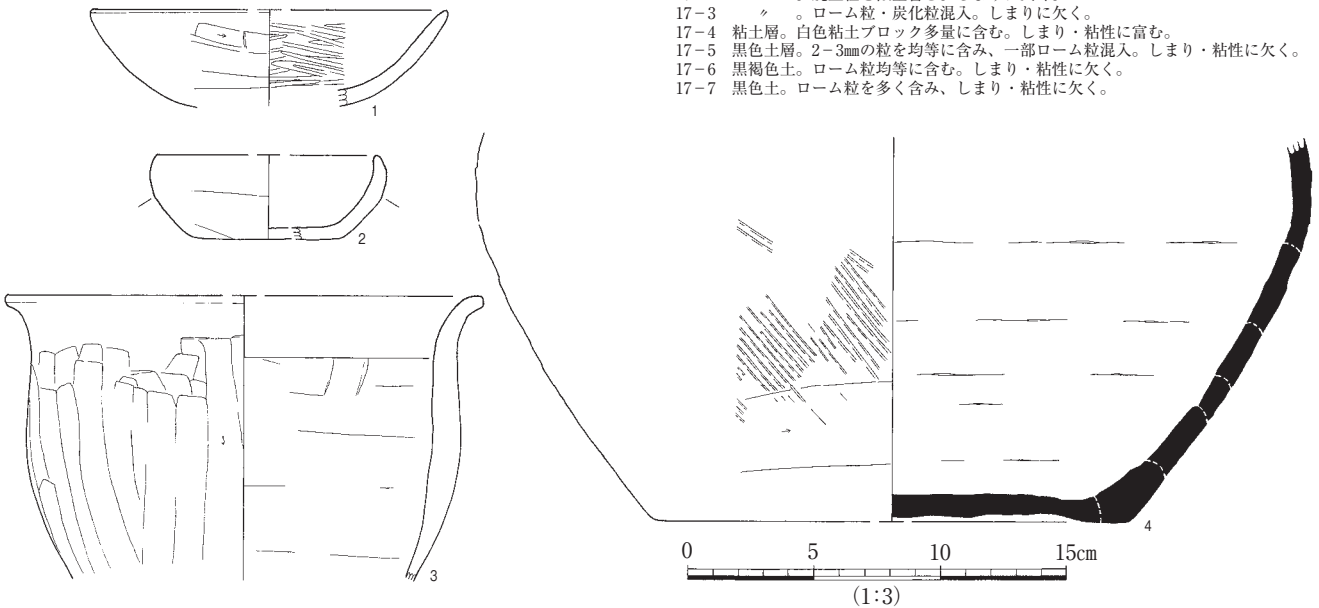 17-3　〃　。ローム粒・炭化粒混入。しまりに欠く。
17-4　粘土層。白色粘土ブロック多量に含む。しまり・粘性に富む。
17-5　黒色土層。2-3㎜の粒を均等に含み、一部ローム粒混入。しまり・粘性に欠く。
17-6　黒褐色土。ローム粒均等に含む。しまり・粘性に欠く。
17-7　黒色土。ローム粒を多く含み、しまり・粘性に欠く。
1
2
3
4
0　5　10　15cm
(1:3)